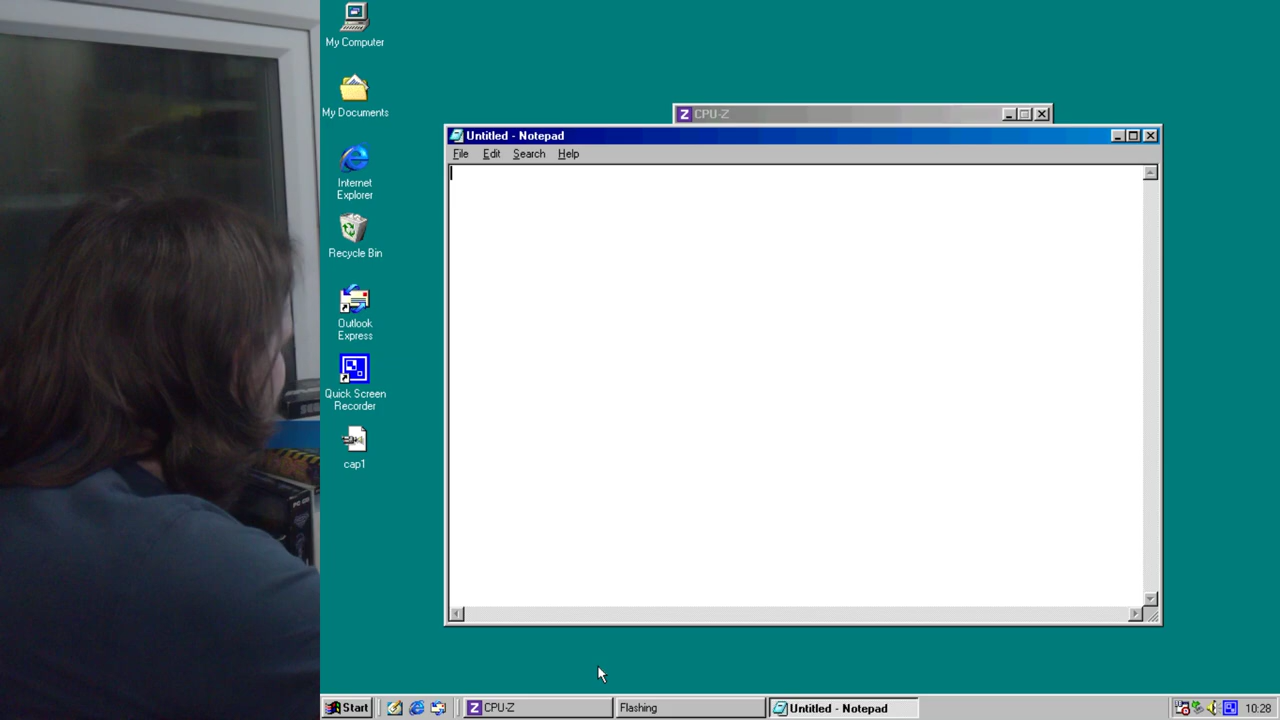 My Computer
My Documents
Internet
Explorer
Recycle Bin
Outlook
Express
Quick Screen
Recorder
cap1
CPU-Z
Untitled - Notepad
File Edit Search Help
Start
CPU-Z
Flashing
Untitled - Notepad
10:28